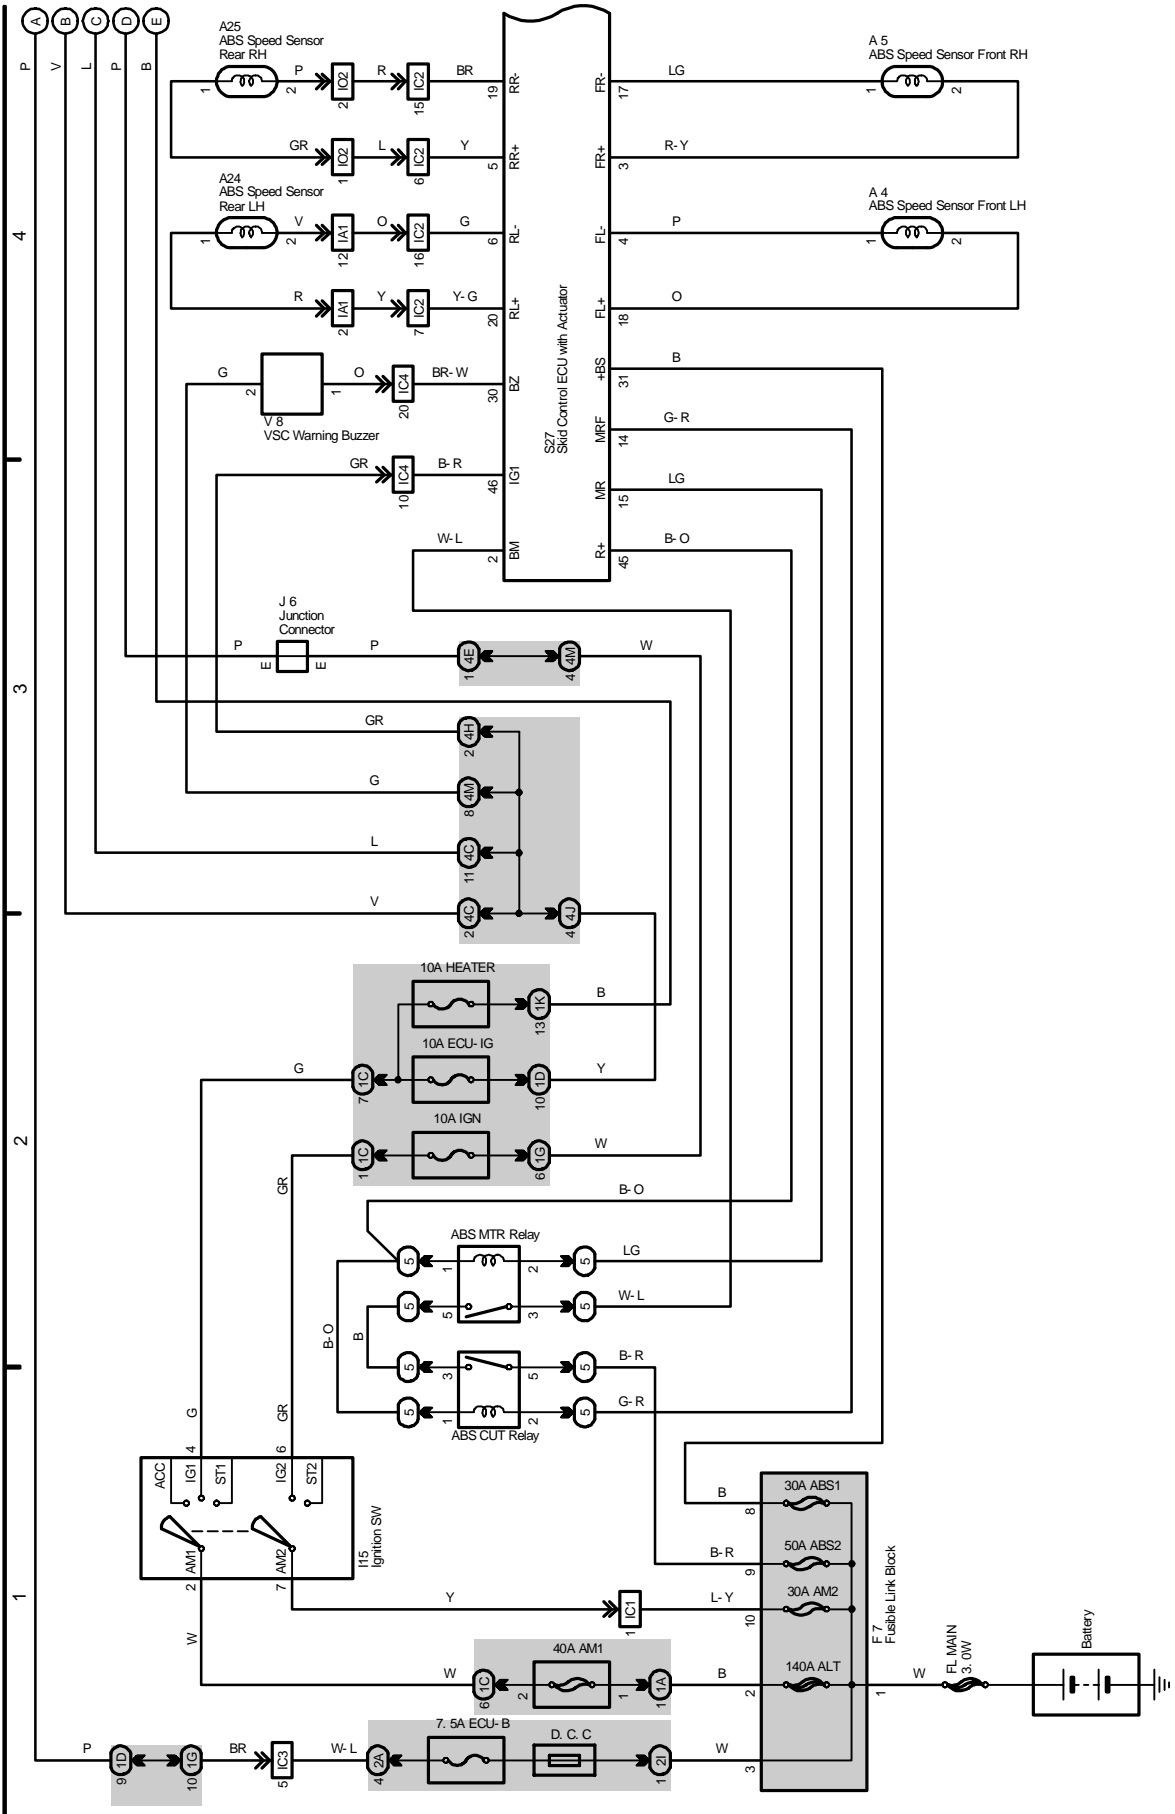 A
B
C
D
E
P
V
L
P
B
A25
ABS Speed Sensor
Rear RH
1
2
P
IO2
2
R
IC2
15
BR
19
RR-
GR
IO2
1
L
IC2
6
Y
5
RR+
A24
ABS Speed Sensor
Rear LH
1
2
V
IA1
12
O
IC2
16
G
6
RL-
R
IA1
2
Y
IC2
7
Y- G
20
RL+
G
2
1
O
IC4
20
BR- W
30
BZ
V 8
VSC Warning Buzzer
GR
IC4
10
B- R
46
IG1
W- L
2
BM
S27
Skid Control ECU with Actuator
FR-
17
LG
A 5
ABS Speed Sensor Front RH
1
2
FR+
3
R- Y
FL-
4
P
A 4
ABS Speed Sensor Front LH
1
2
FL+
18
O
+BS
31
B
MRF
14
G- R
MR
15
LG
R+
45
B- O
4
3
2
1
J 6
Junction
Connector
P
E
E
P
4E
1
4M
4
W
GR
4H
2
G
4M
8
L
4C
11
V
4C
2
4J
4
10A HEATER
1K
13
B
10A ECU- IG
G
1C
7
1D
10
Y
10A IGN
1C
1
1G
6
W
GR
B- O
ABS MTR Relay
5
1
2
5
LG
5
5
3
5
W- L
B- O
B
5
3
5
5
B- R
5
1
2
5
G- R
ABS CUT Relay
G
4
GR
6
ACC
IG1
ST1
IG2
ST2
AM1
AM2
I15
Ignition SW
2
7
W
Y
IC1
1
L- Y
10
B
8
30A ABS1
B- R
9
50A ABS2
30A AM2
140A ALT
F 7
Fusible Link Block
40A AM1
W
1C
6
2
1
1A
1
B
2
1
W
FL MAIN
3. 0W
Battery
7. 5A ECU- B
D. C. C
P
1D
9
1G
10
BR
IC3
5
W- L
2A
4
2I
1
W
3